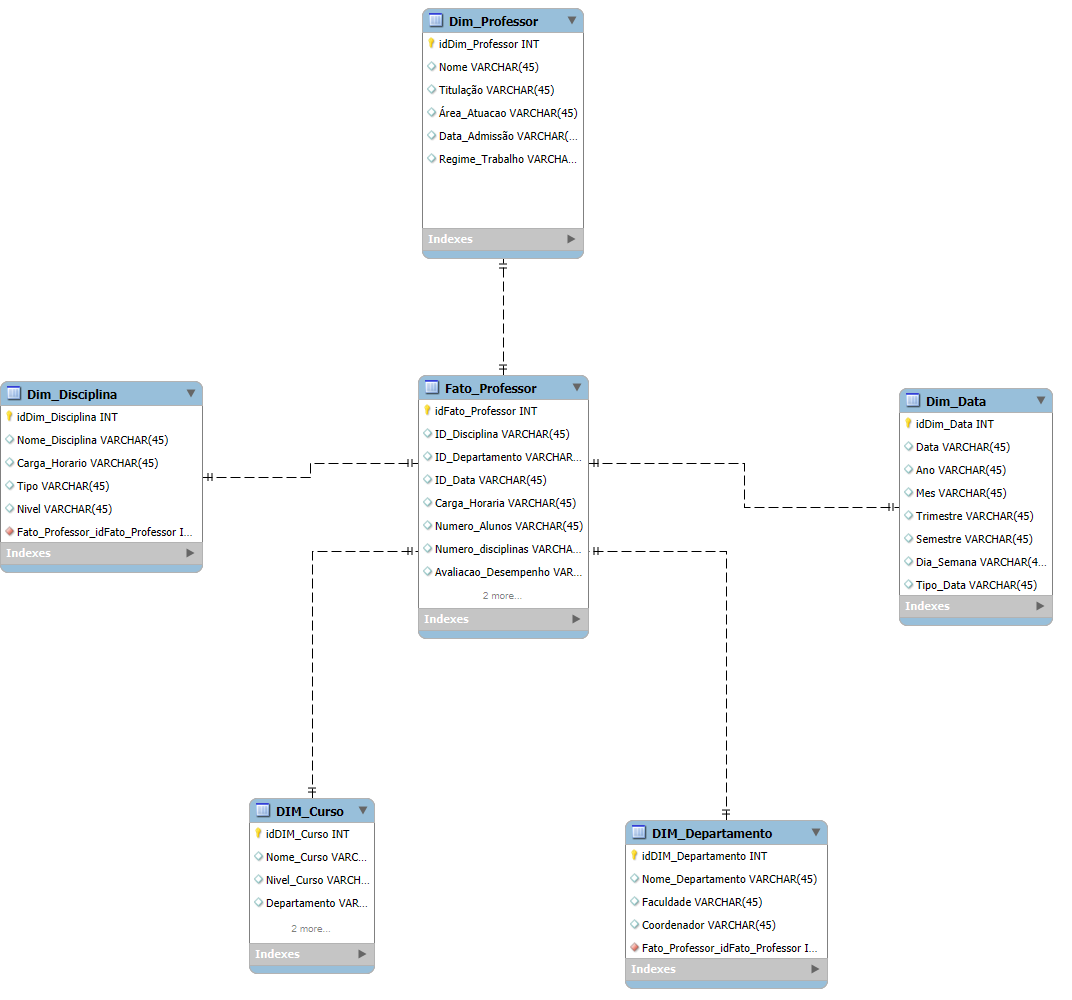 Dim_Professor
idDim_Professor INT
Nome VARCHAR(45)
Titulação VARCHAR(45)
Área_Atuacao VARCHAR(45)
Data_Admissão VARCHAR(...
Regime_Trabalho VARCHA...
Indexes
Dim_Disciplina
idDim_Disciplina INT
Nome_Disciplina VARCHAR(45)
Carga_Horario VARCHAR(45)
Tipo VARCHAR(45)
Nivel VARCHAR(45)
Fato_Professor_idFato_Professor I...
Indexes
Fato_Professor
idFato_Professor INT
ID_Disciplina VARCHAR(45)
ID_Departamento VARCHAR...
ID_Data VARCHAR(45)
Carga_Horaria VARCHAR(45)
Numero_Alunos VARCHAR(45)
Numero_disciplinas VARCHA...
Avaliacao_Desempenho VAR...
2 more...
Indexes
Dim_Data
idDim_Data INT
Data VARCHAR(45)
Ano VARCHAR(45)
Mes VARCHAR(45)
Trimestre VARCHAR(45)
Semestre VARCHAR(45)
Dia_Semana VARCHAR(4...
Tipo_Data VARCHAR(45)
Indexes
DIM_Curso
idDIM_Curso INT
Nome_Curso VARC...
Nivel_Curso VARCH...
Departamento VAR...
2 more...
Indexes
DIM_Departamento
idDIM_Departamento INT
Nome_Departamento VARCHAR(45)
Faculdade VARCHAR(45)
Coordenador VARCHAR(45)
Fato_Professor_idFato_Professor I...
Indexes